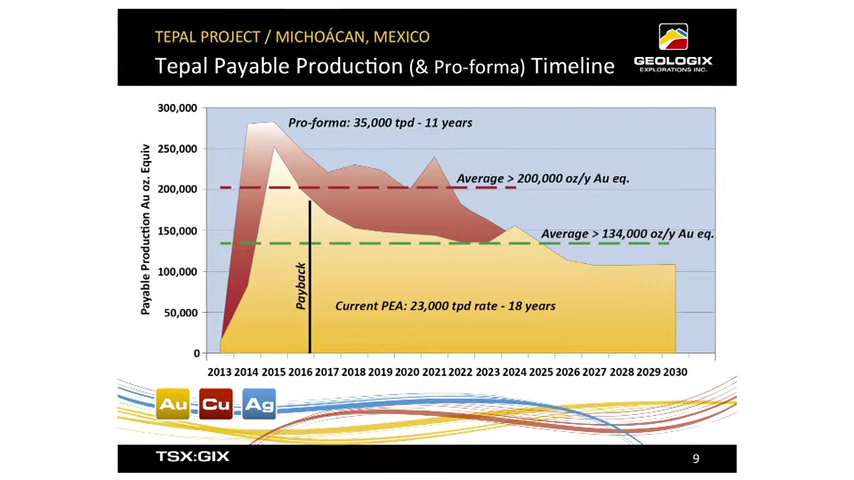 TEPAL PROJECT / MICHOÁCAN, MEXICO
Tepal Payable Production (& Pro-forma) Timeline
GEOLOGIX
EXPLORATIONS INC.
300,000
250,000
200,000
150,000
100,000
50,000
0
Payable Production Au oz. Equiv
Pro-forma: 35,000 tpd - 11 years
Average > 200,000 oz/y Au eq.
Average > 134,000 oz/y Au eq.
Payback
Current PEA: 23,000 tpd rate - 18 years
2013 2014 2015 2016 2017 2018 2019 2020 2021 2022 2023 2024 2025 2026 2027 2028 2029 2030
Au Cu Ag
TSX:GIX
9